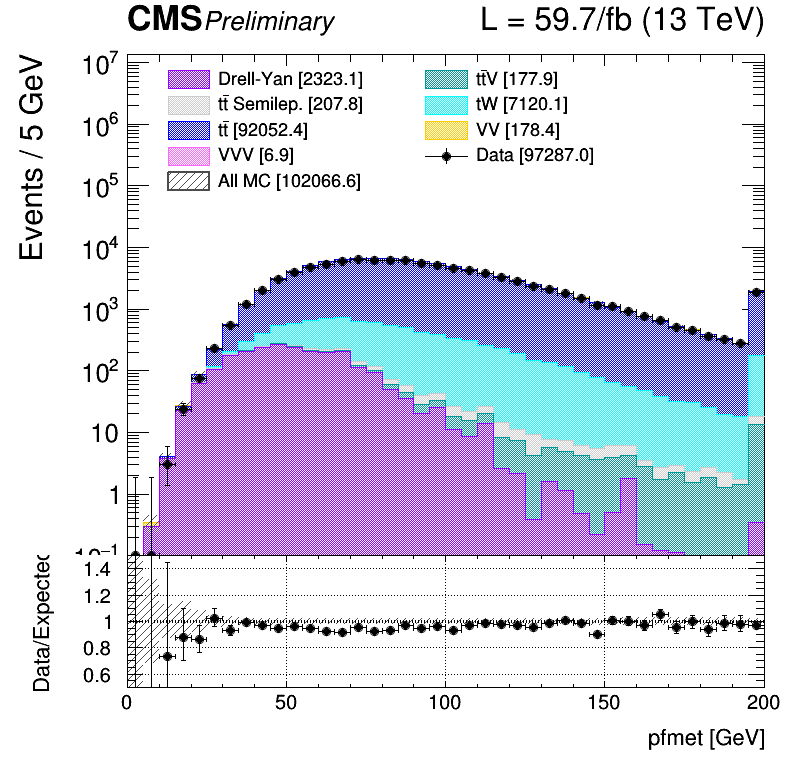 CMS Preliminary L = 59.7/fb (13 TeV)
Events / 5 GeV
10⁷
10⁶
10⁵
10⁴
10³
10²
10
1
10⁻¹
Drell-Yan [2323.1]
tt̄ Semilep. [207.8]
tt̄ [92052.4]
VVV [6.9]
All MC [102066.6]
tt̄V [177.9]
tW [7120.1]
VV [178.4]
Data [97287.0]
Data/Expected
1.4
1.2
1
0.8
0.6
0 50 100 150 200
pfmet [GeV]